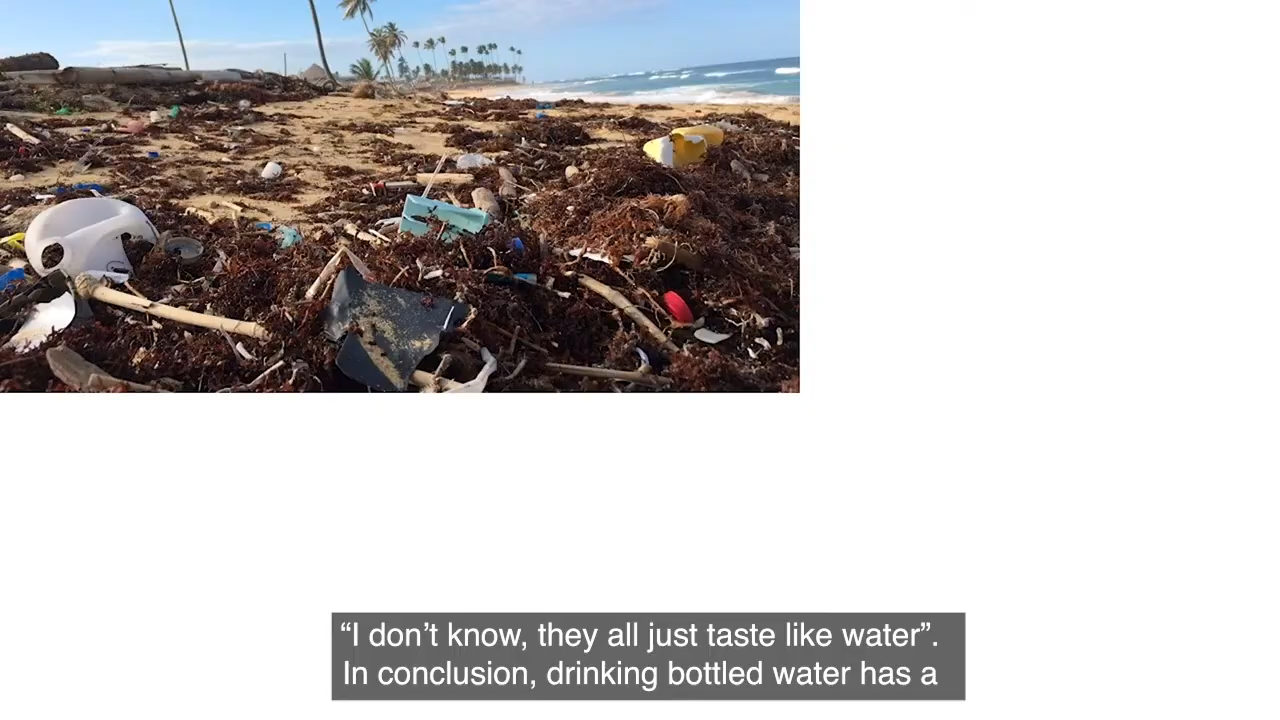 “I don’t know, they all just taste like water”.
In conclusion, drinking bottled water has a